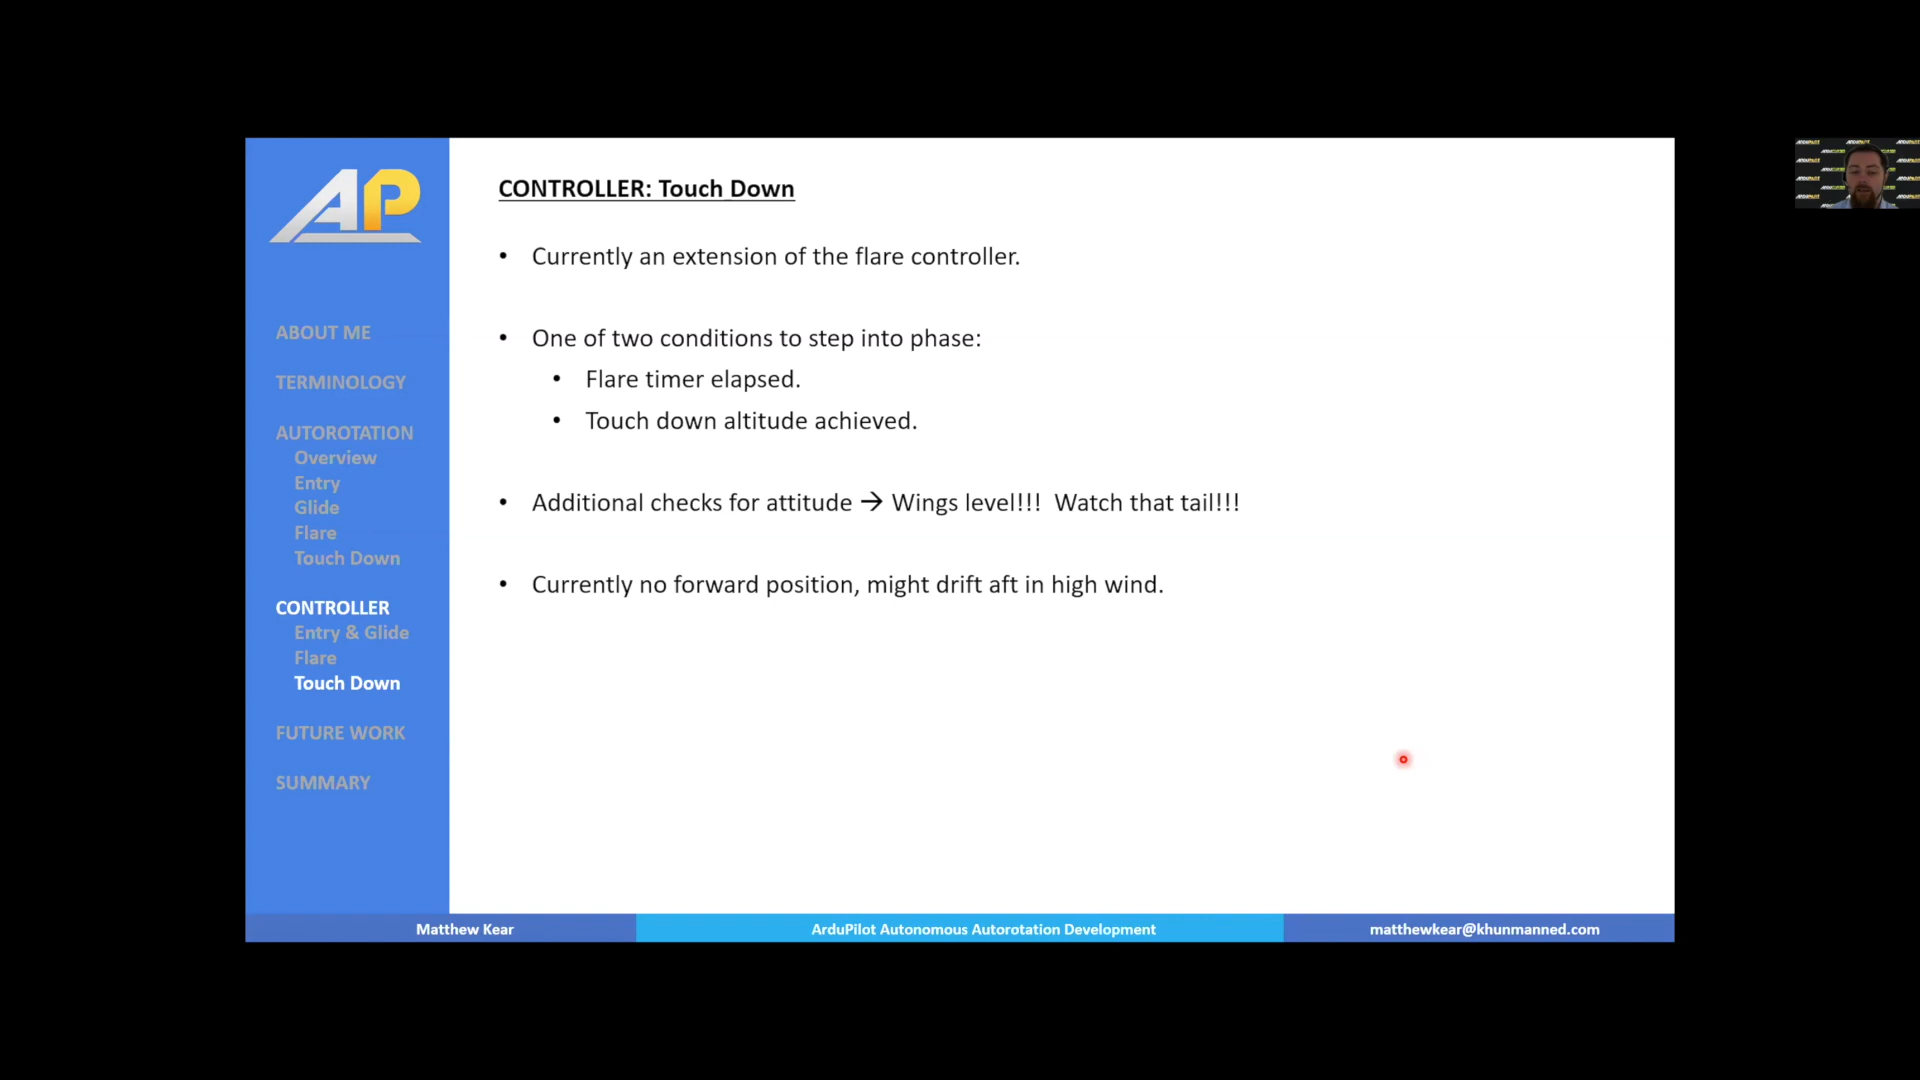 AP
ABOUT ME
TERMINOLOGY
AUTOROTATION
Overview
Entry
Glide
Flare
Touch Down
CONTROLLER
Entry & Glide
Flare
Touch Down
FUTURE WORK
SUMMARY
CONTROLLER: Touch Down
• Currently an extension of the flare controller.
• One of two conditions to step into phase:
• Flare timer elapsed.
• Touch down altitude achieved.
• Additional checks for attitude → Wings level!!!  Watch that tail!!!
• Currently no forward position, might drift aft in high wind.
Matthew Kear
ArduPilot Autonomous Autorotation Development
matthewkear@khunmanned.com